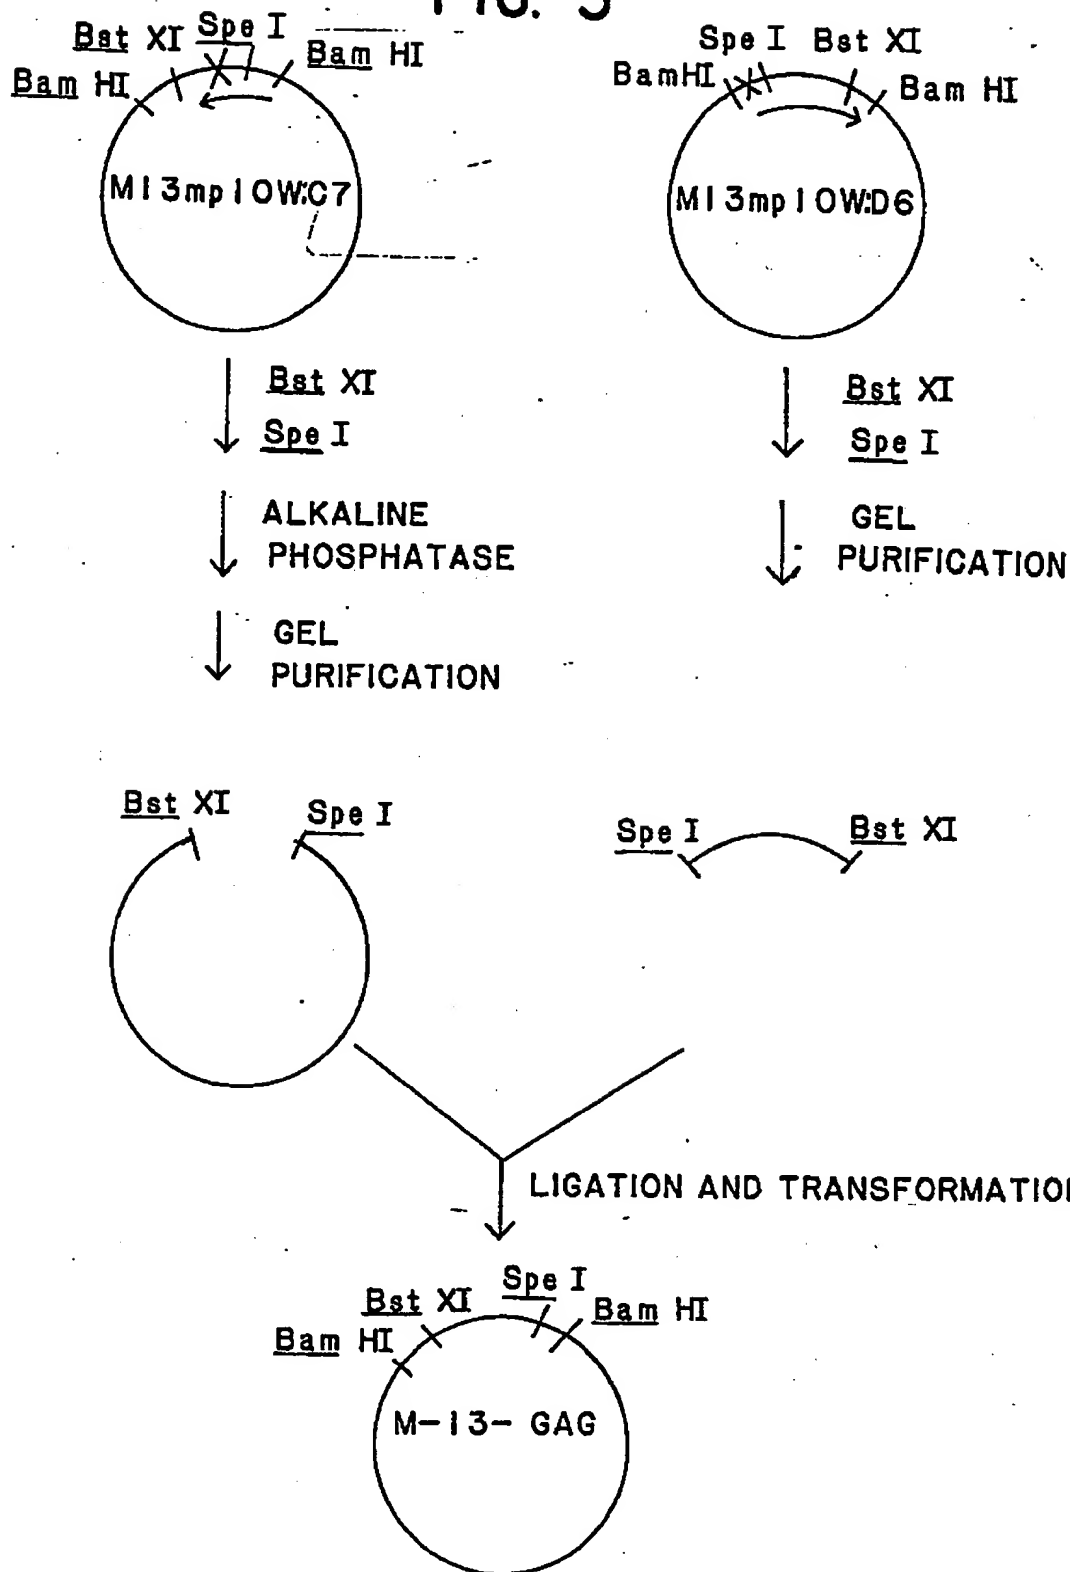 FIG. 5
Bst XI Spe I Bam HI
Bam HI
M13mp10W:C7
Spe I Bst XI
BamHI Bam HI
M13mp10W:D6
Bst XI
Spe I
ALKALINE
PHOSPHATASE
GEL
PURIFICATION
Bst XI
Spe I
GEL
PURIFICATION
Bst XI Spe I
Spe I Bst XI
LIGATION AND TRANSFORMATION
Spe I
Bst XI Bam HI
Bam HI
M-13- GAG